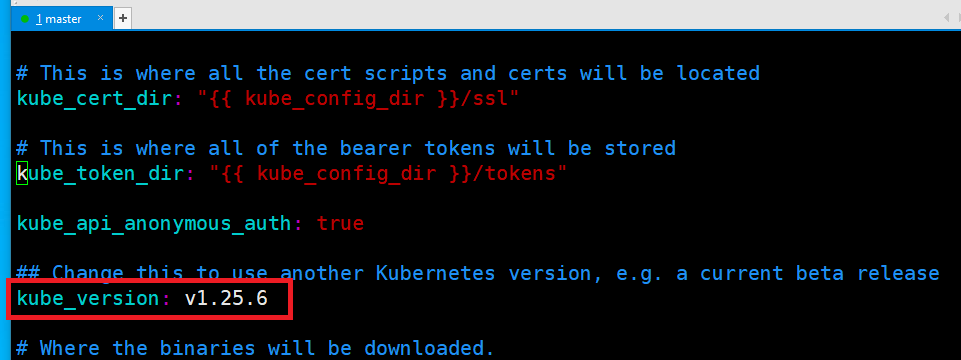 1 master
# This is where all the cert scripts and certs will be located
kube_cert_dir: "{{ kube_config_dir }}/ssl"
# This is where all of the bearer tokens will be stored
kube_token_dir: "{{ kube_config_dir }}/tokens"
kube_api_anonymous_auth: true
## Change this to use another Kubernetes version, e.g. a current beta release
kube_version: v1.25.6
# Where the binaries will be downloaded.